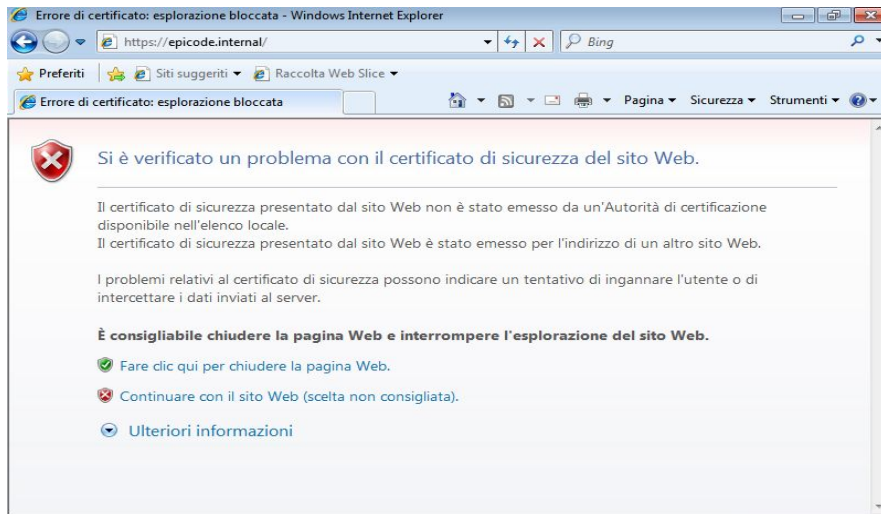 Errore di certificato: esplorazione bloccata - Windows Internet Explorer
https://epicode.internal/
Bing
Preferiti
Siti suggeriti
Raccolta Web Slice
Errore di certificato: esplorazione bloccata
Pagina
Sicurezza
Strumenti
Si è verificato un problema con il certificato di sicurezza del sito Web.
Il certificato di sicurezza presentato dal sito Web non è stato emesso da un'Autorità di certificazione
disponibile nell'elenco locale.
Il certificato di sicurezza presentato dal sito Web è stato emesso per l'indirizzo di un altro sito Web.
I problemi relativi al certificato di sicurezza possono indicare un tentativo di ingannare l'utente o di
intercettare i dati inviati al server.
È consigliabile chiudere la pagina Web e interrompere l'esplorazione del sito Web.
Fare clic qui per chiudere la pagina Web.
Continuare con il sito Web (scelta non consigliata).
Ulteriori informazioni